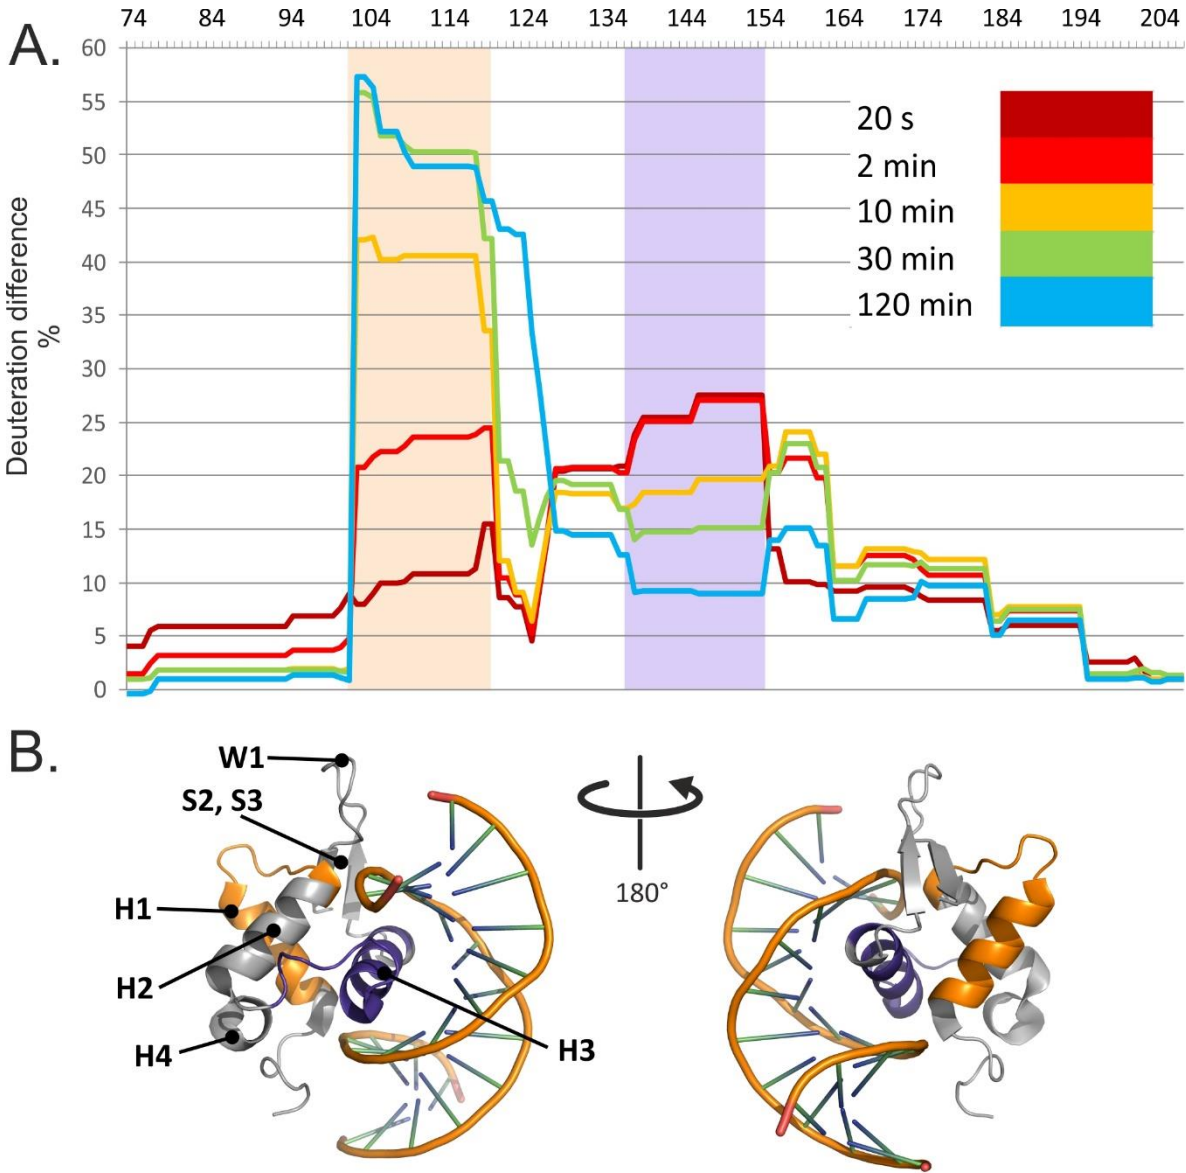 74 84 94 104 114 124 134 144 154 164 174 184 194 204
A.
60
55
50
45
40
35
30
25
20
15
10
5
0
Deuteration difference
%
20 s
2 min
10 min
30 min
120 min
B.
W1
S2, S3
H1
H2
H4
H3
180°